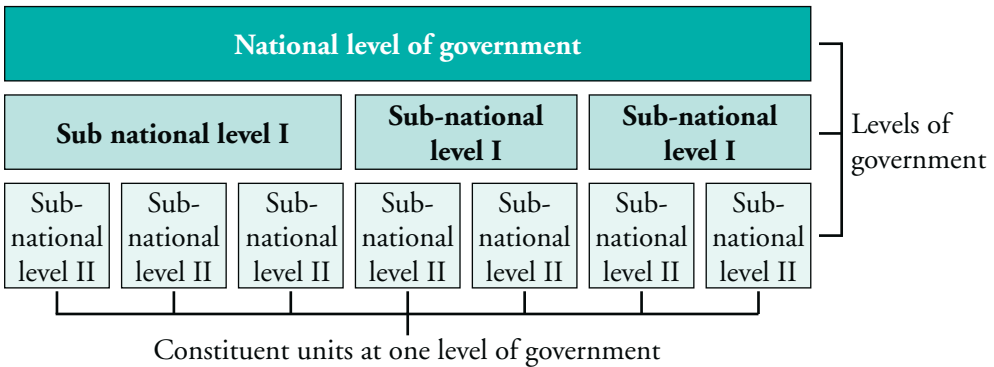 National level of government
Sub national level I
Sub-national
level I
Sub-national
level I
Levels of
government
Sub-
national
level II
Sub-
national
level II
Sub-
national
level II
Sub-
national
level II
Sub-
national
level II
Sub-
national
level II
Sub-
national
level II
Constituent units at one level of government